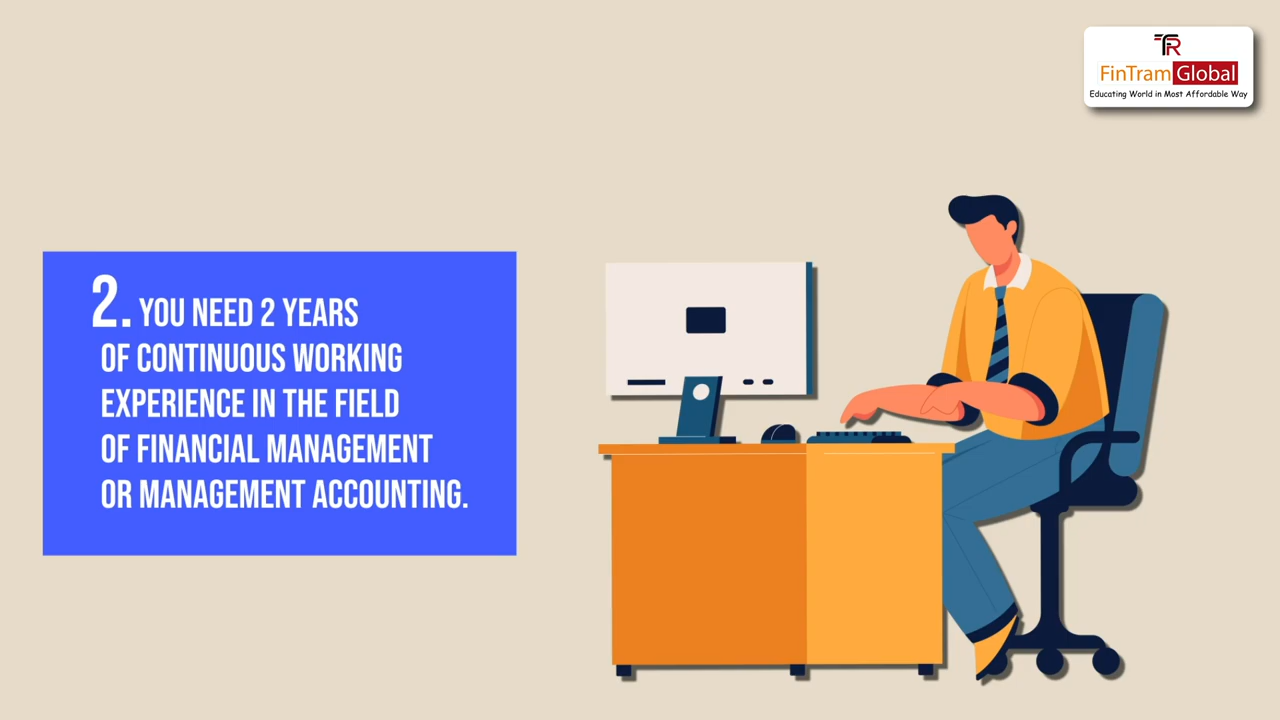 FinTram Global
Educating World in Most Affordable Way
2. YOU NEED 2 YEARS
OF CONTINUOUS WORKING
EXPERIENCE IN THE FIELD
OF FINANCIAL MANAGEMENT
OR MANAGEMENT ACCOUNTING.